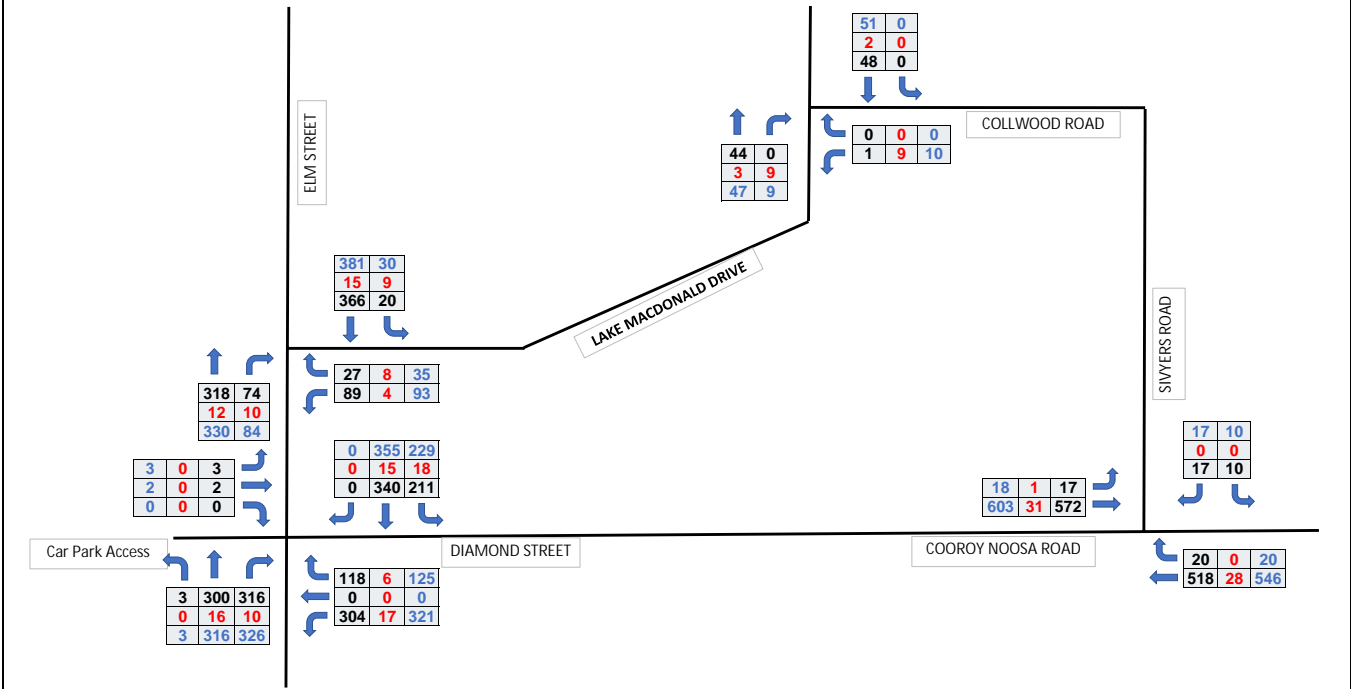 51 0
2 0
48 0
COLLWOOD ROAD
0 0 0
1 9 10
44 0
3 9
47 9
ELM STREET
381 30
15 9
366 20
LAKE MACDONALD DRIVE
SIVYERS ROAD
27 8 35
89 4 93
318 74
12 10
330 84
3 0 3
2 0 2
0 0 0
0 355 229
0 15 18
0 340 211
17 10
0 0
17 10
18 1 17
603 31 572
Car Park Access
DIAMOND STREET
COOROY NOOSA ROAD
20 0 20
518 28 546
118 6 125
0 0 0
304 17 321
3 300 316
0 16 10
3 316 326